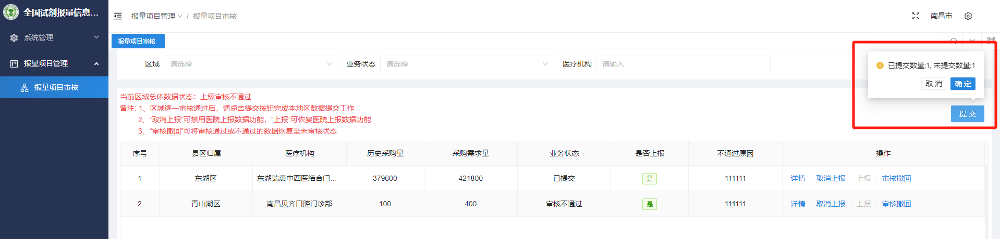 全国试剂报量信息...
报量项目管理 / 报量项目审核
南昌市
系统管理
报量项目管理
报量项目审核
报量项目审核
区域 请选择 业务状态 请选择 医疗机构 请输入
已提交数量:1, 未提交数量:1
取 消 确 定
提 交
当前区域总体数据状态：上级审核不通过
备注: 1、区域逐一审核通过后，请点击提交按钮完成本地区数据提交工作
2、“取消上报”可禁用医院上报数据功能，“上报”可恢复医院上报数据功能
3、“审核撤回”可将审核通过或不通过的数据恢复至未审核状态
序号 县区归属 医疗机构 历史采购量 采购需求量 业务状态 是否上报 不通过原因 操作
1 东湖区 东湖瑞康中西医结合门... 379600 421800 已提交 是 111111 详情 取消上报 上报 审核撤回
2 青山湖区 南昌贝齐口腔门诊部 100 400 审核不通过 是 111111 详情 取消上报 上报 审核撤回